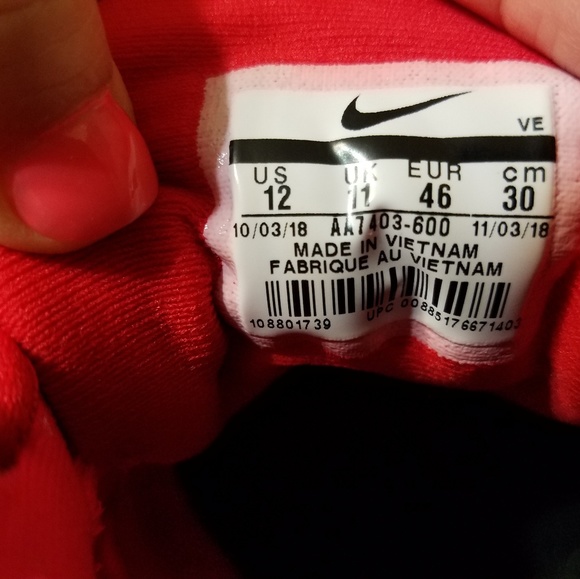 VE
US UK EUR cm
12 11 46 30
10/03/18 AA7403-600 11/03/18
MADE IN VIETNAM
FABRIQUE AU VIETNAM
108801739 UPC 00885176671403